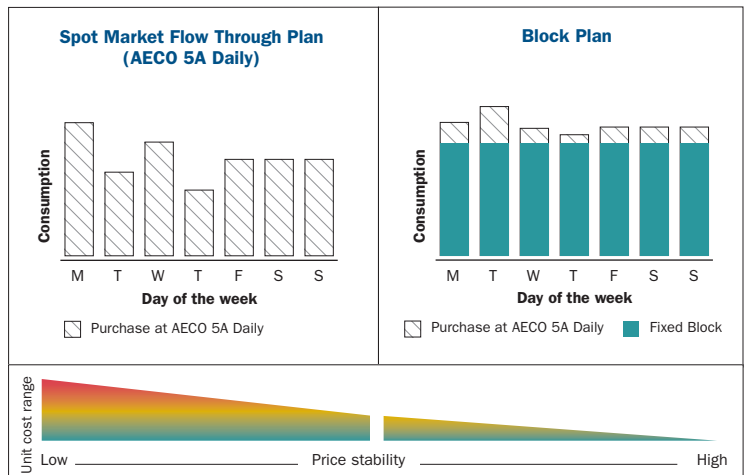 Spot Market Flow Through Plan
(AECO 5A Daily)
Consumption
M T W T F S S
Day of the week
Purchase at AECO 5A Daily
Block Plan
Consumption
M T W T F S S
Day of the week
Purchase at AECO 5A Daily Fixed Block
Unit cost range
Low Price stability High